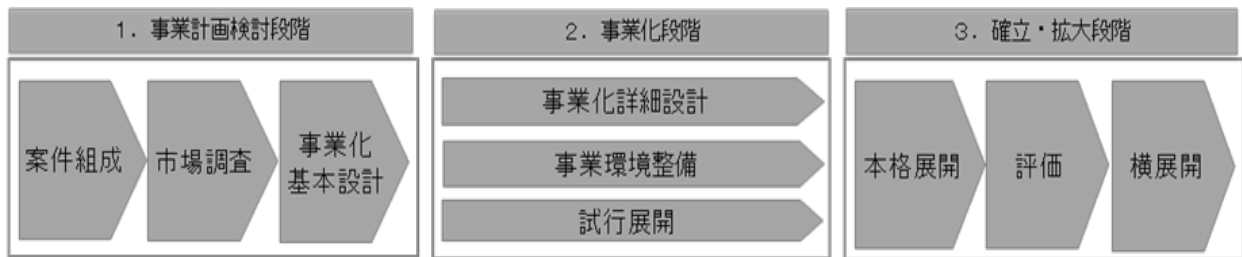 1．事業計画検討段階
2．事業化段階
3．確立・拡大段階
案件組成
市場調査
事業化
基本設計
事業化詳細設計
事業環境整備
試行展開
本格展開
評価
横展開